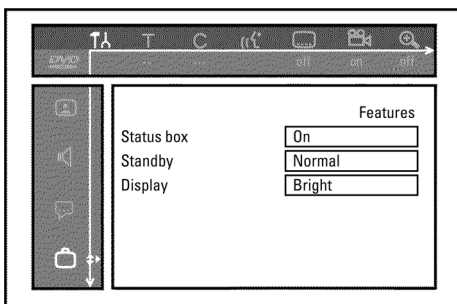 T C
DVD -- --- off on off
Features
Status box On
Standby Normal
Display Bright